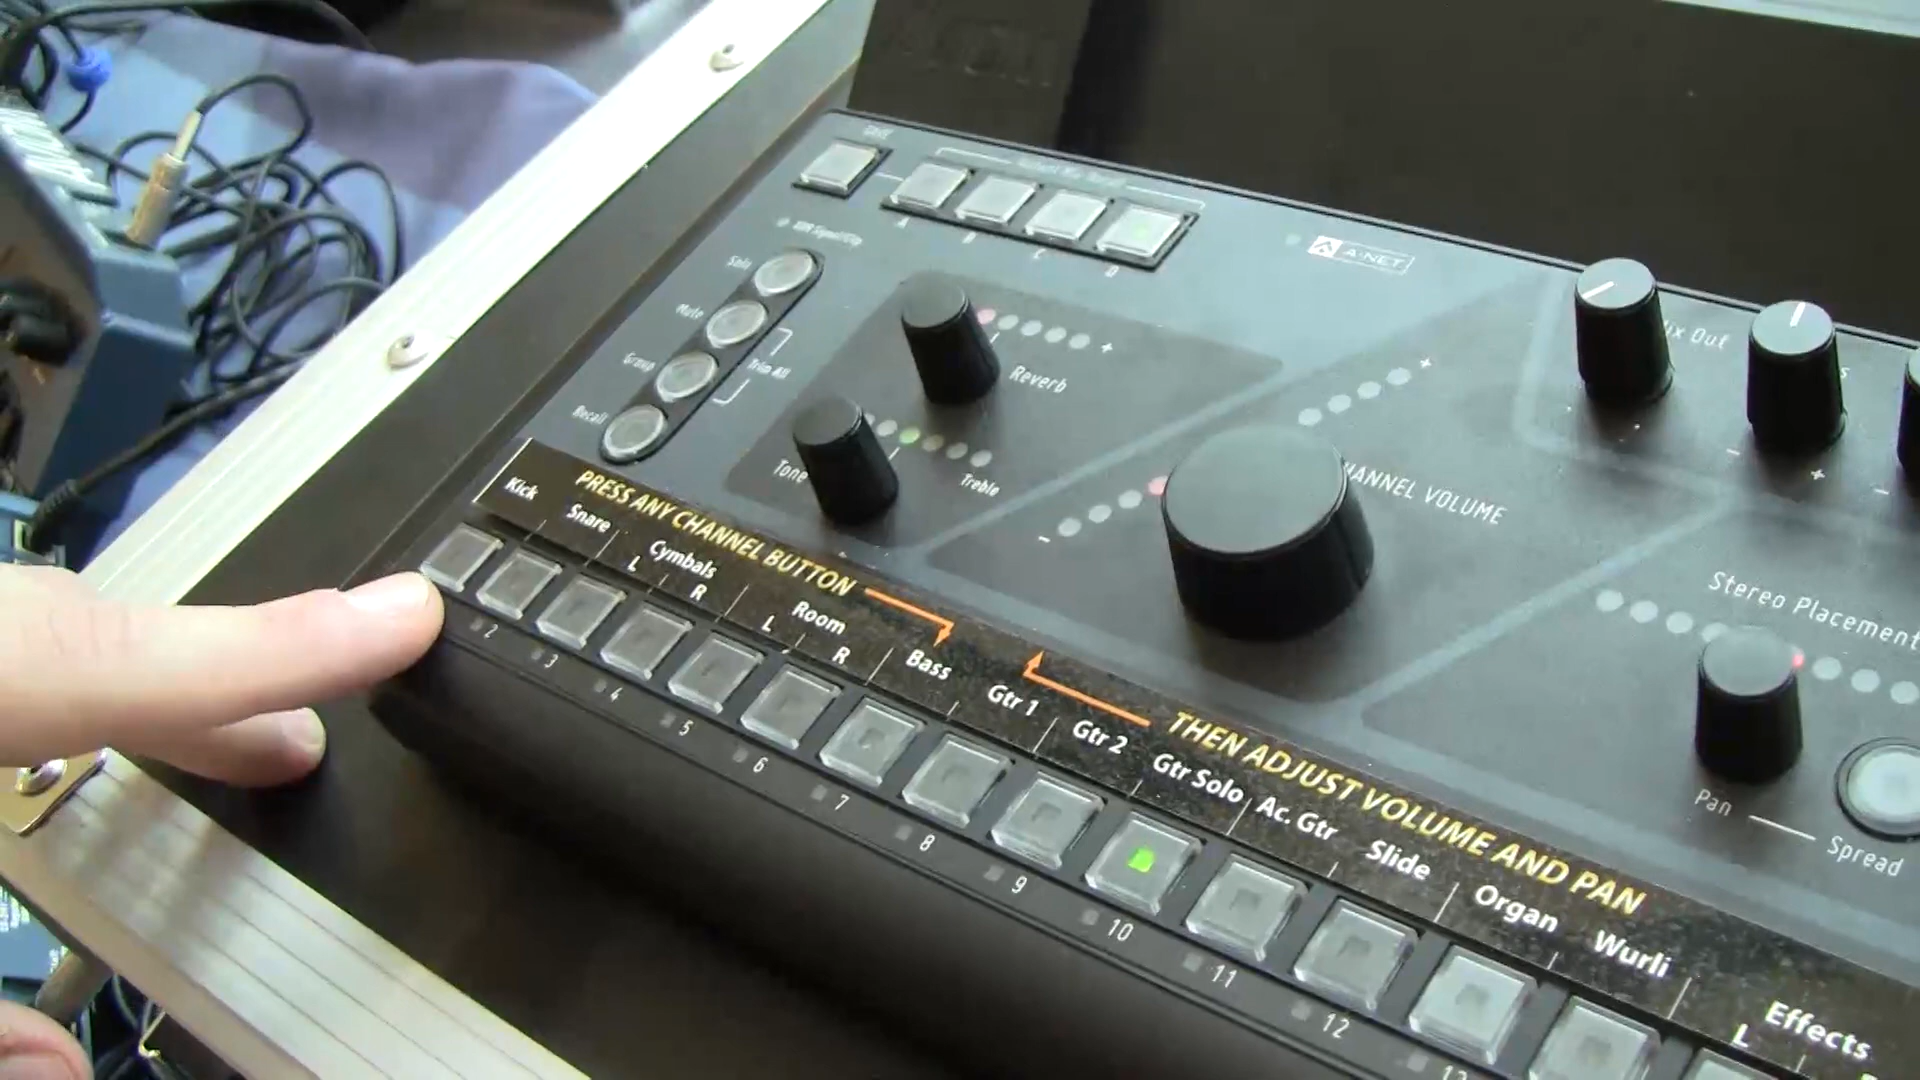 A B C D
A-NET
Solo
Mute
Group
Trim All
Recall
Reverb
+
Tone
Treble
Mix Out
CHANNEL VOLUME
- +
Stereo Placement
Pan
Spread
PRESS ANY CHANNEL BUTTON
THEN ADJUST VOLUME AND PAN
Kick
Snare
Cymbals
L R
Room
L R
Bass
Gtr 1
Gtr 2
Gtr Solo
Ac. Gtr
Slide
Organ
Wurli
Effects
L
2 3 4 5 6 7 8 9 10 11 12 13